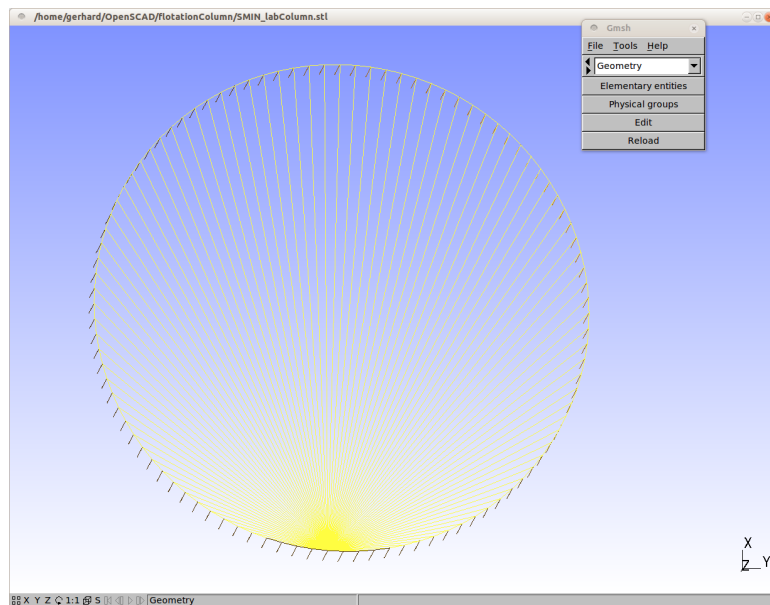 /home/gerhard/OpenSCAD/flotationColumn/SMIN_labColumn.stl
Gmsh
File Tools Help
Geometry
Elementary entities
Physical groups
Edit
Reload
X
Z Y
X Y Z 1:1 S Geometry